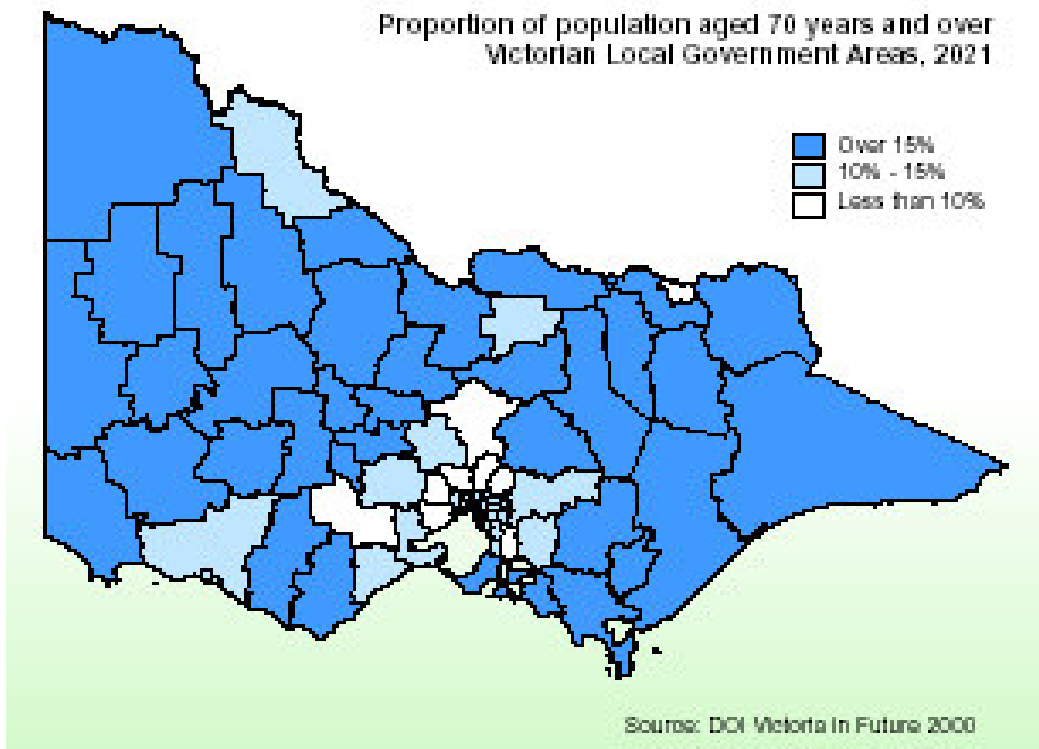 Proportion of population aged 70 years and over
Victorian Local Government Areas, 2021
Over 15%
10% - 15%
Less than 10%
Source: DOI Victoria in Future 2000